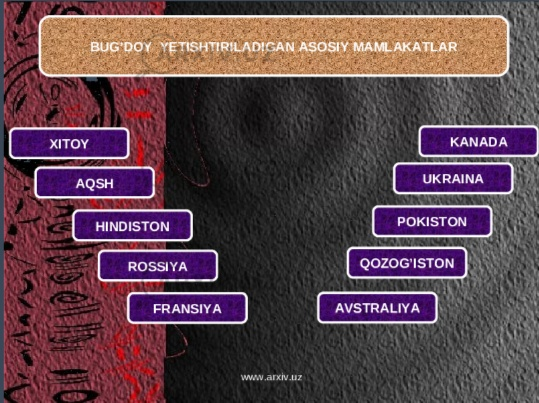 BUG'DOY YETISHTIRILADIGAN ASOSIY MAMLAKATLAR
XITOY
AQSH
HINDISTON
ROSSIYA
FRANSIYA
KANADA
UKRAINA
POKISTON
QOZOG'ISTON
AVSTRALIYA
www.arxiv.uz